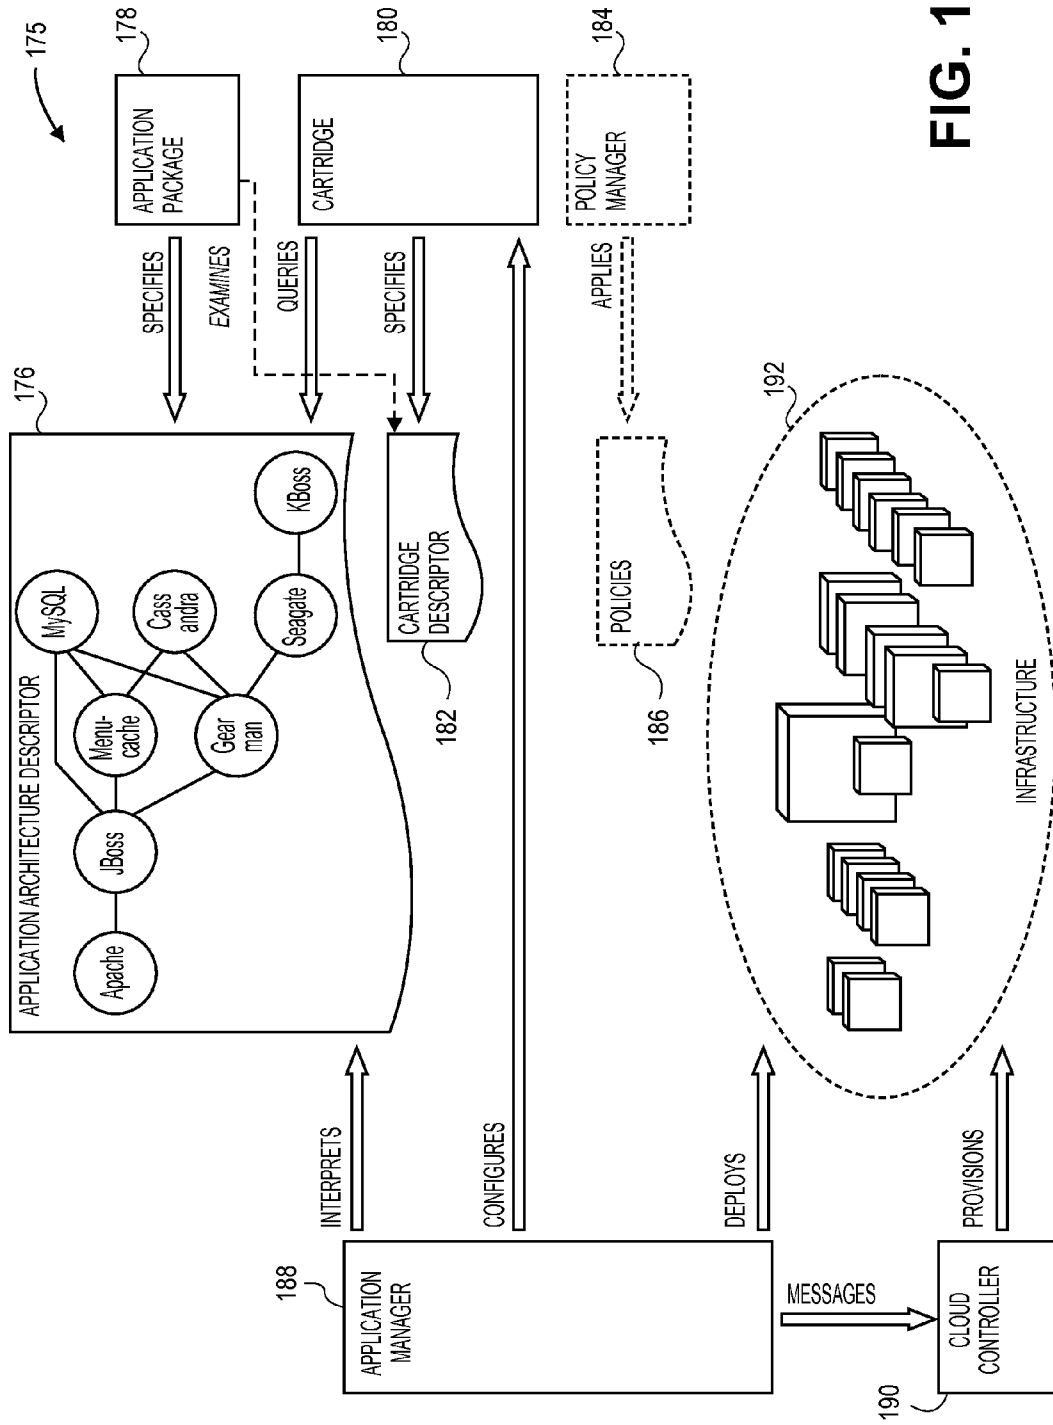 175
176
APPLICATION ARCHITECTURE DESCRIPTOR
Apache
JBoss
Menu-
cache
Gear
man
MySQL
Cass
andra
Seagate
KBoss
SPECIFIES
APPLICATION
PACKAGE
178
EXAMINES
QUERIES
CARTRIDGE
180
SPECIFIES
CARTRIDGE
DESCRIPTOR
182
INTERPRETS
188
APPLICATION
MANAGER
CONFIGURES
APPLIES
POLICY
MANAGER
184
POLICIES
186
DEPLOYS
192
INFRASTRUCTURE
MESSAGES
CLOUD
CONTROLLER
190
PROVISIONS
FIG. 1